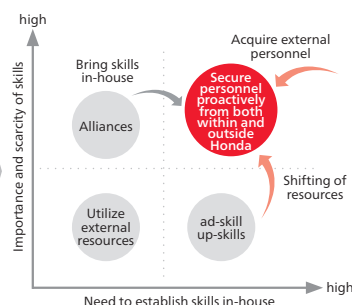 high
Importance and scarcity of skills
Bring skills
in-house
Acquire external
personnel
Alliances
Secure
personnel
proactively
from both
within and
outside
Honda
Shifting of
resources
Utilize
external
resources
ad-skill
up-skills
high
Need to establish skills in-house